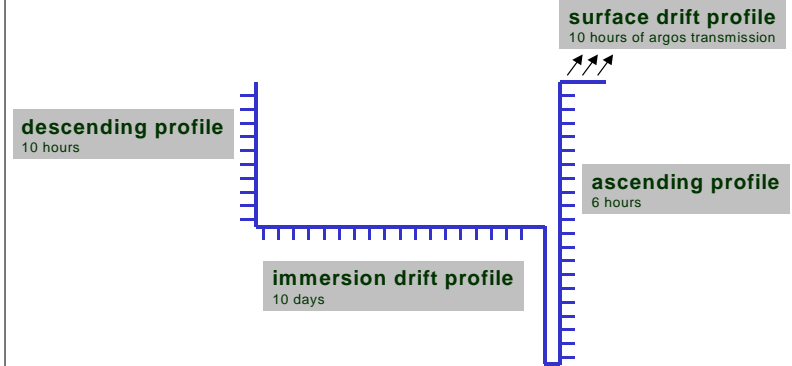 surface drift profile
10 hours of argos transmission
descending profile
10 hours
ascending profile
6 hours
immersion drift profile
10 days